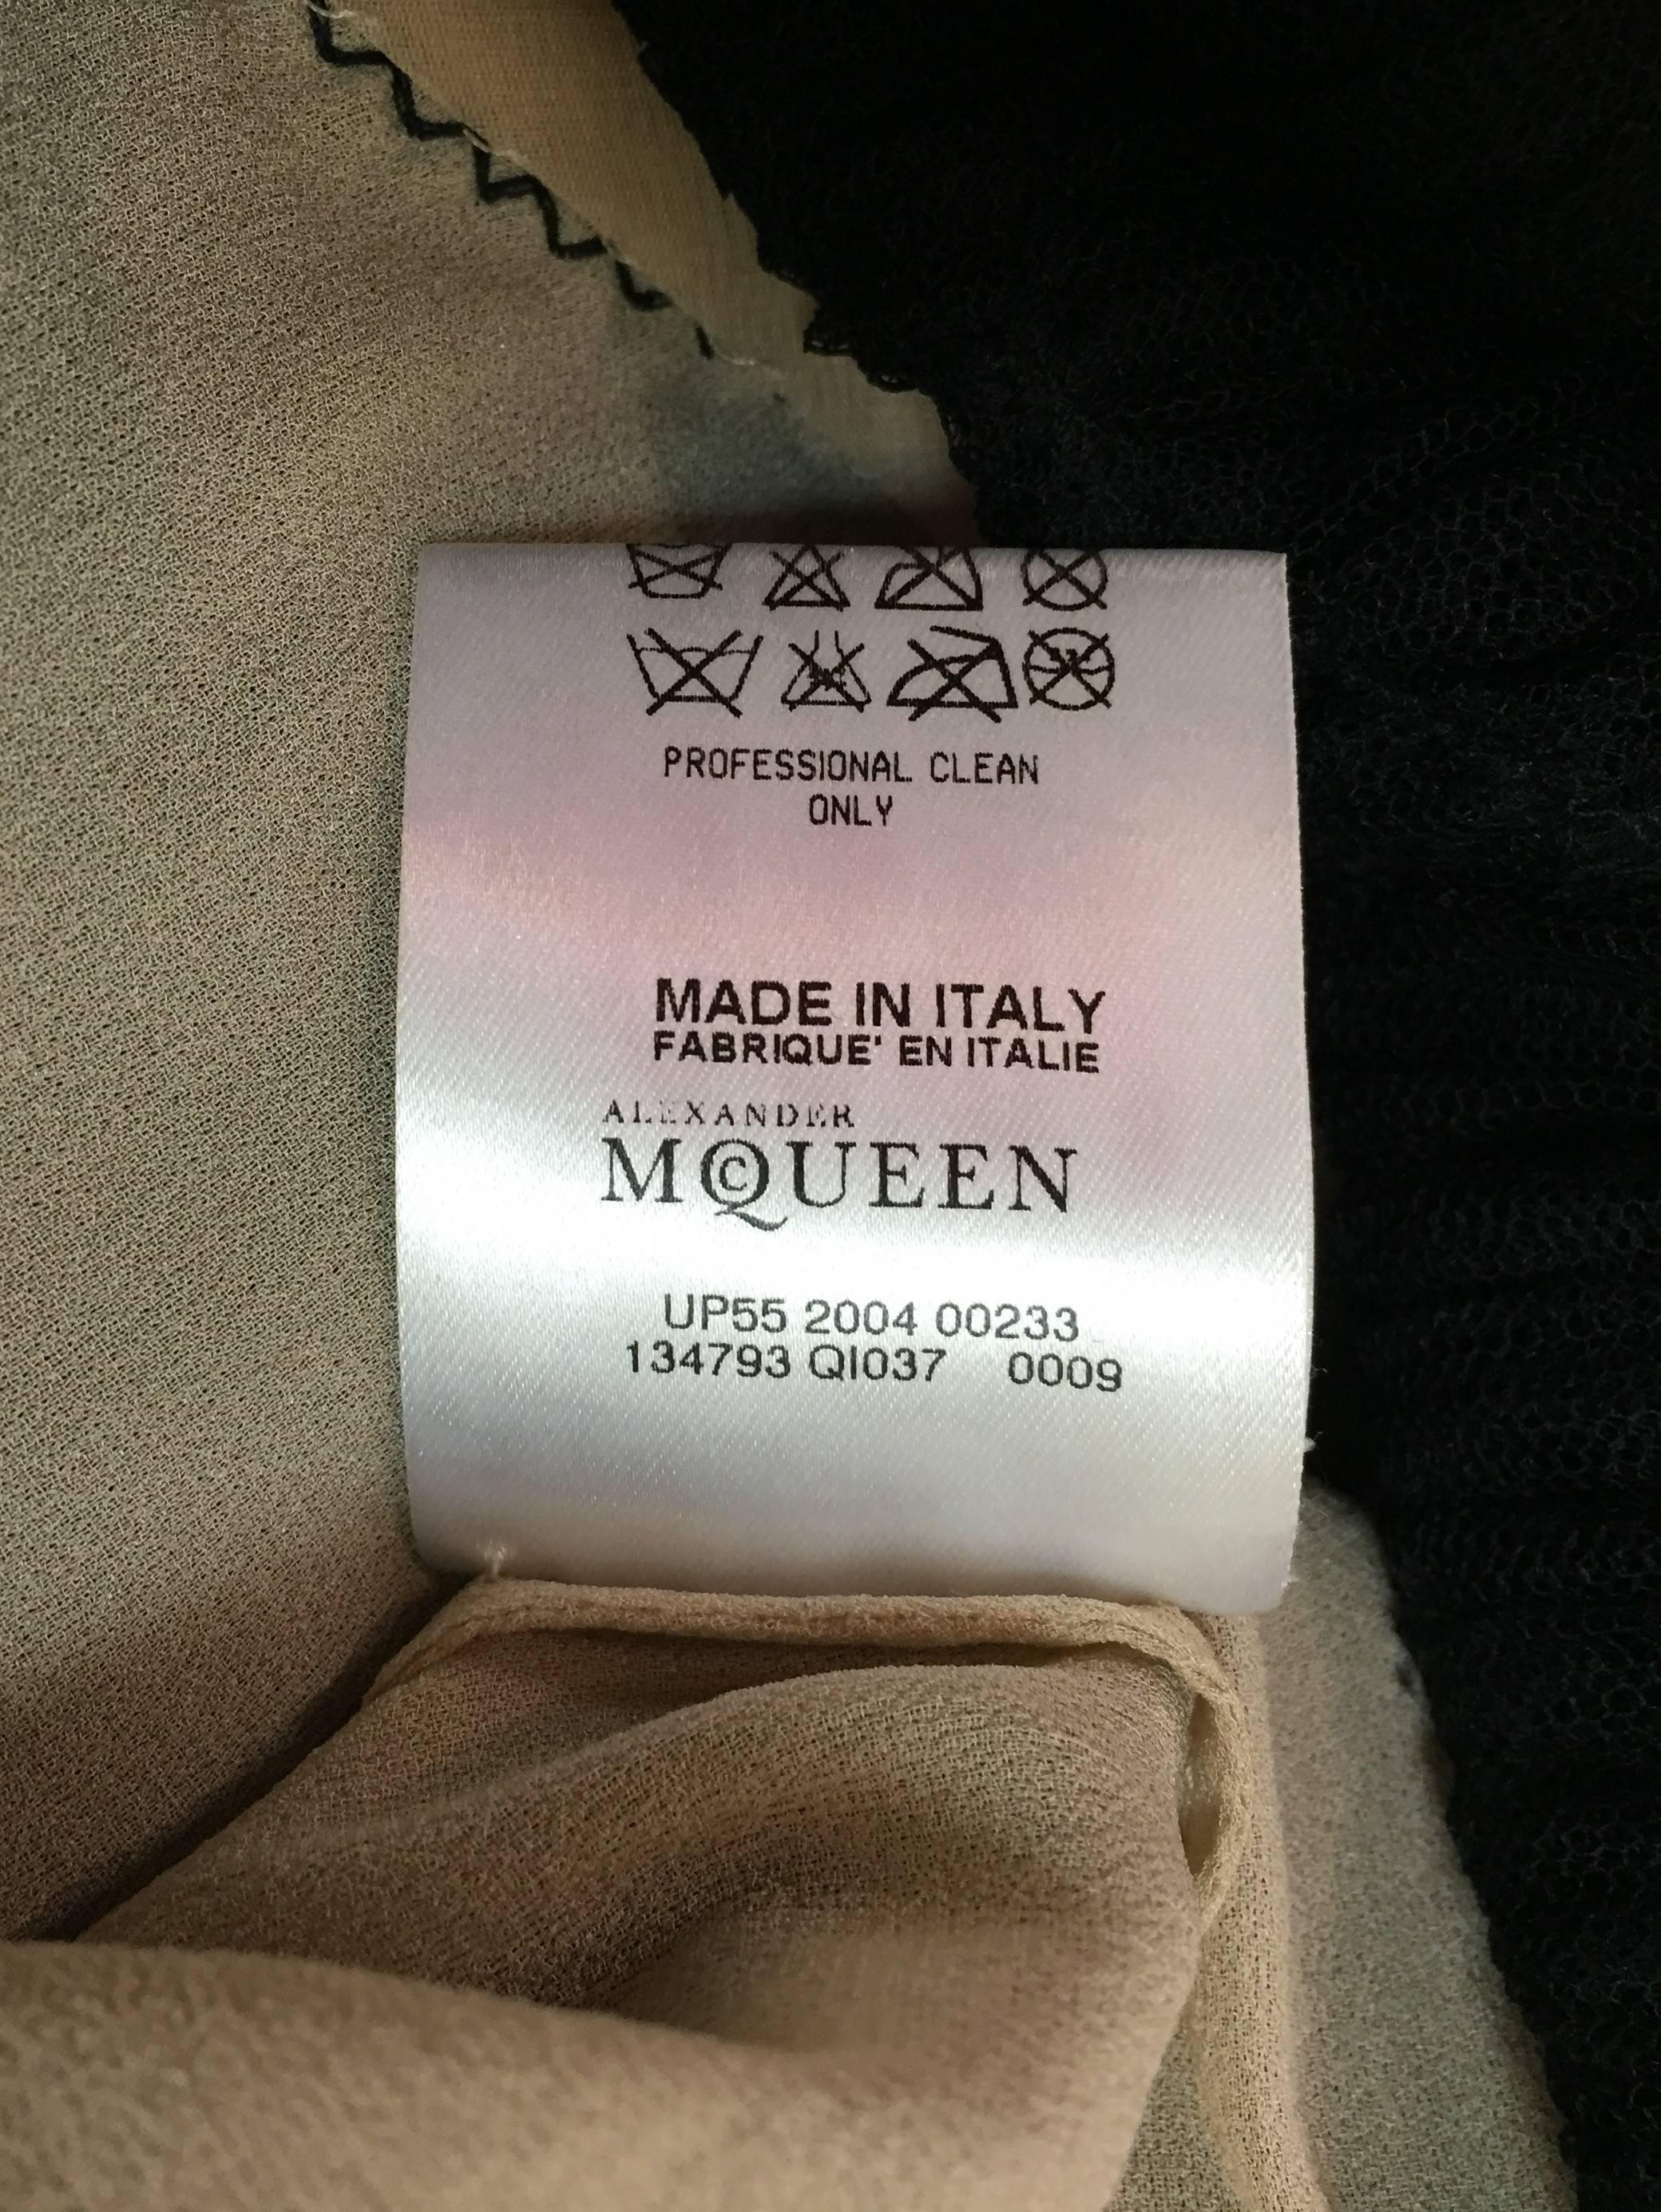 PROFESSIONAL CLEAN
ONLY
MADE IN ITALY
FABRIQUE' EN ITALIE
ALEXANDER
MCQUEEN
UP55 2004 00233
134793 QI037 0009